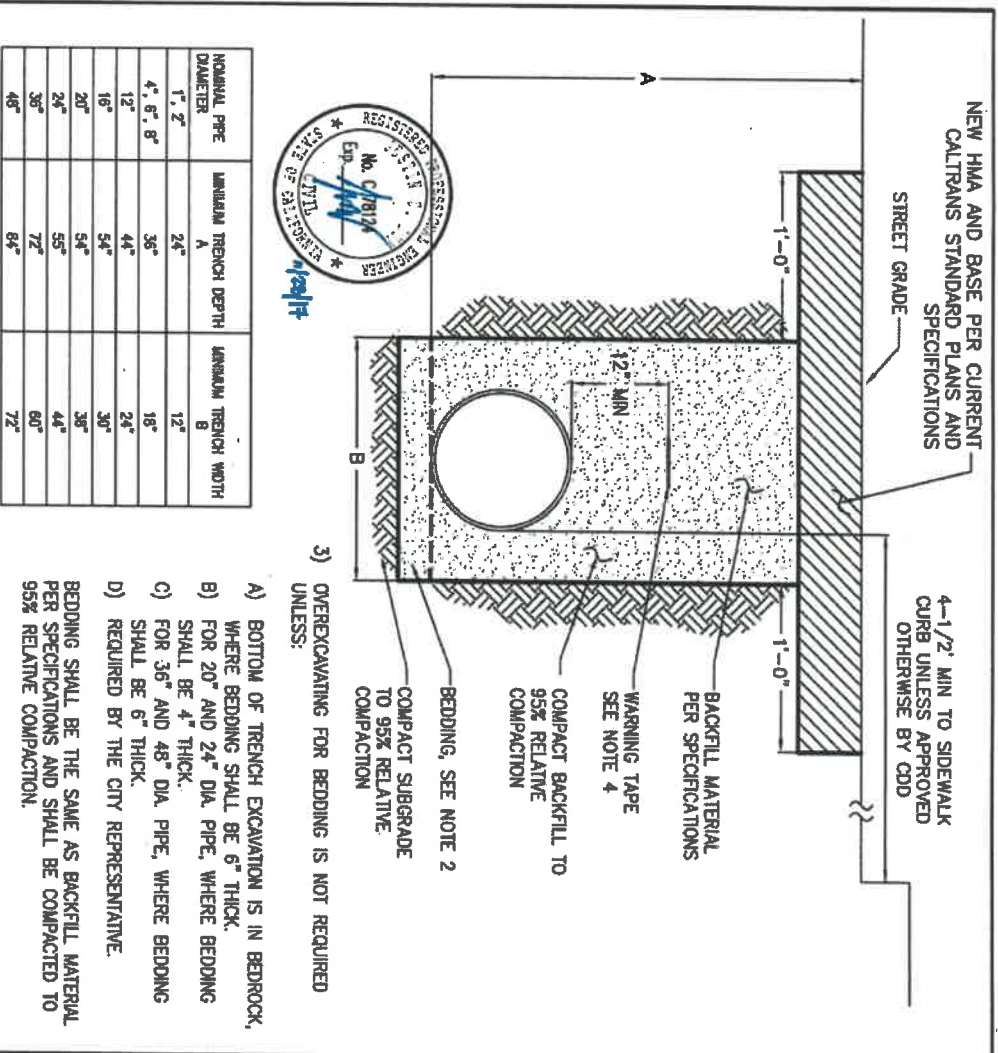 NEW HMA AND BASE PER CURRENT
CALTRANS STANDARD PLANS AND
SPECIFICATIONS
STREET GRADE
4-1/2' MIN TO SIDEWALK
CURB UNLESS APPROVED
OTHERWISE BY CDD
1'-0"
1'-0"
A
12" MIN
B
BACKFILL MATERIAL
PER SPECIFICATIONS
WARNING TAPE
SEE NOTE 4
COMPACT BACKFILL TO
95% RELATIVE
COMPACTION
BEDDING, SEE NOTE 2
COMPACT SUBGRADE
TO 95% RELATIVE
COMPACTION
REGISTERED PROFESSIONAL ENGINEER
No. C 78124
Exp.
CIVIL
STATE OF CALIFORNIA
NOMINAL PIPE DIAMETER MINIMUM TRENCH DEPTH A MINIMUM TRENCH WIDTH B
1", 2" 24" 12"
4", 6", 8" 36" 18"
12" 44" 24"
16" 54" 30"
20" 54" 38"
24" 55" 44"
36" 72" 60"
48" 84" 72"
3) OVEREXCAVATING FOR BEDDING IS NOT REQUIRED
UNLESS:
A) BOTTOM OF TRENCH EXCAVATION IS IN BEDROCK,
WHERE BEDDING SHALL BE 6" THICK.
B) FOR 20" AND 24" DIA. PIPE, WHERE BEDDING
SHALL BE 4" THICK.
C) FOR 36" AND 48" DIA. PIPE, WHERE BEDDING
SHALL BE 6" THICK.
D) REQUIRED BY THE CITY REPRESENTATIVE.
BEDDING SHALL BE THE SAME AS BACKFILL MATERIAL
PER SPECIFICATIONS AND SHALL BE COMPACTED TO
95% RELATIVE COMPACTION.